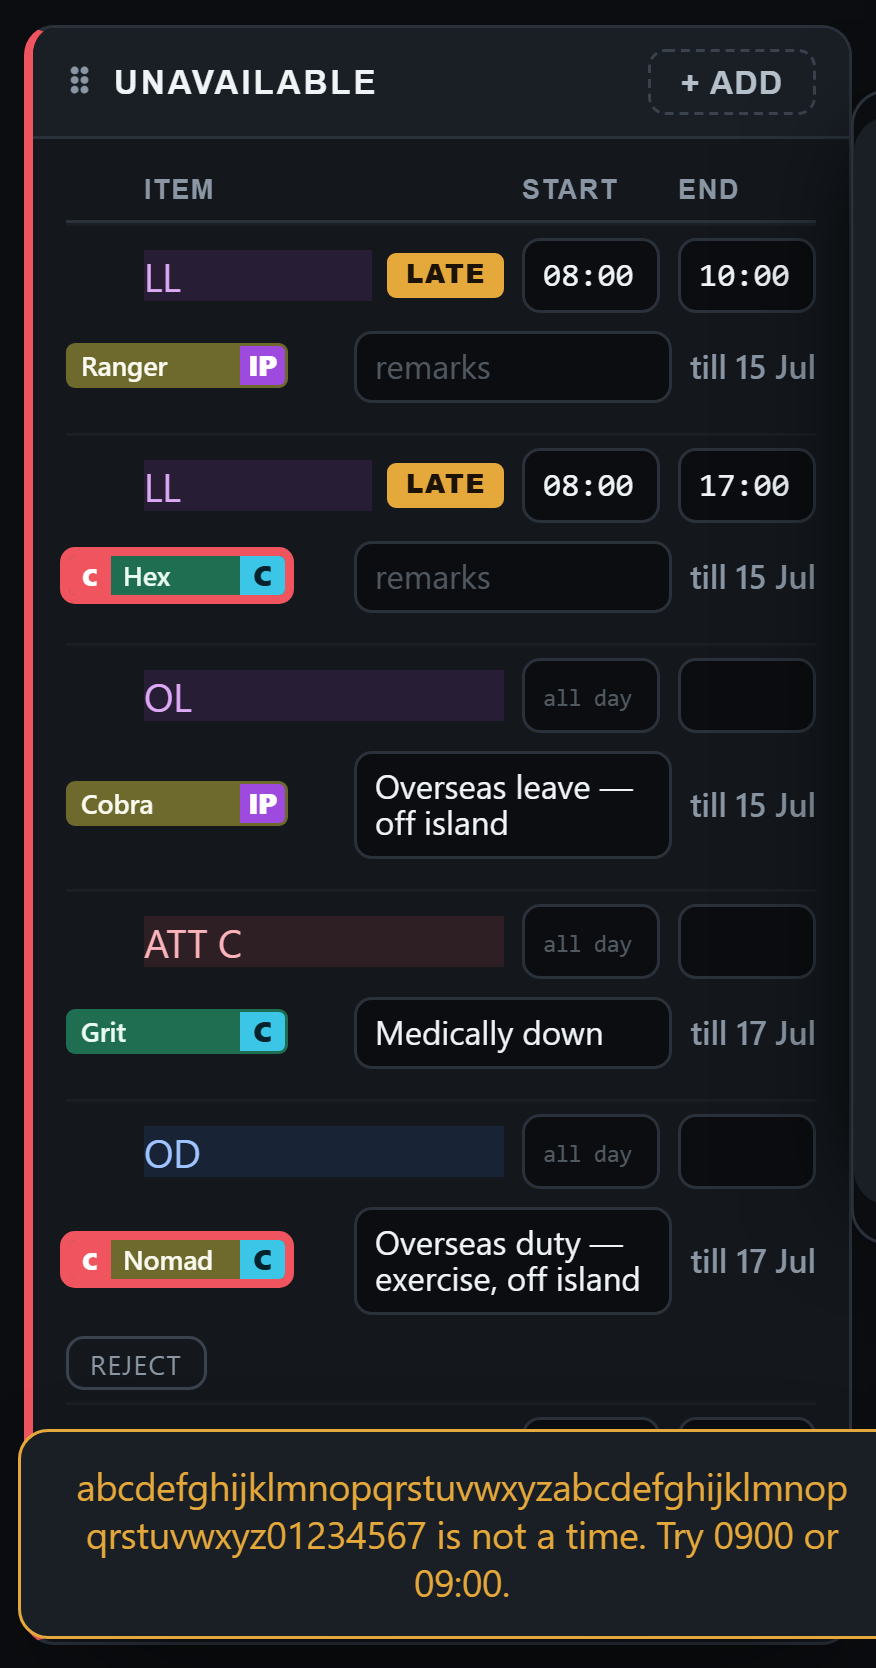 UNAVAILABLE
+ ADD
ITEM START END
LL LATE 08:00 10:00
Ranger IP remarks till 15 Jul
LL LATE 08:00 17:00
c Hex C remarks till 15 Jul
OL all day
Cobra IP Overseas leave —
off island till 15 Jul
ATT C all day
Grit C Medically down till 17 Jul
OD all day
c Nomad C Overseas duty —
exercise, off island till 17 Jul
REJECT
abcdefghijklmnopqrstuvwxyzabcdefghijklmnop
qrstuvwxyz01234567 is not a time. Try 0900 or
09:00.